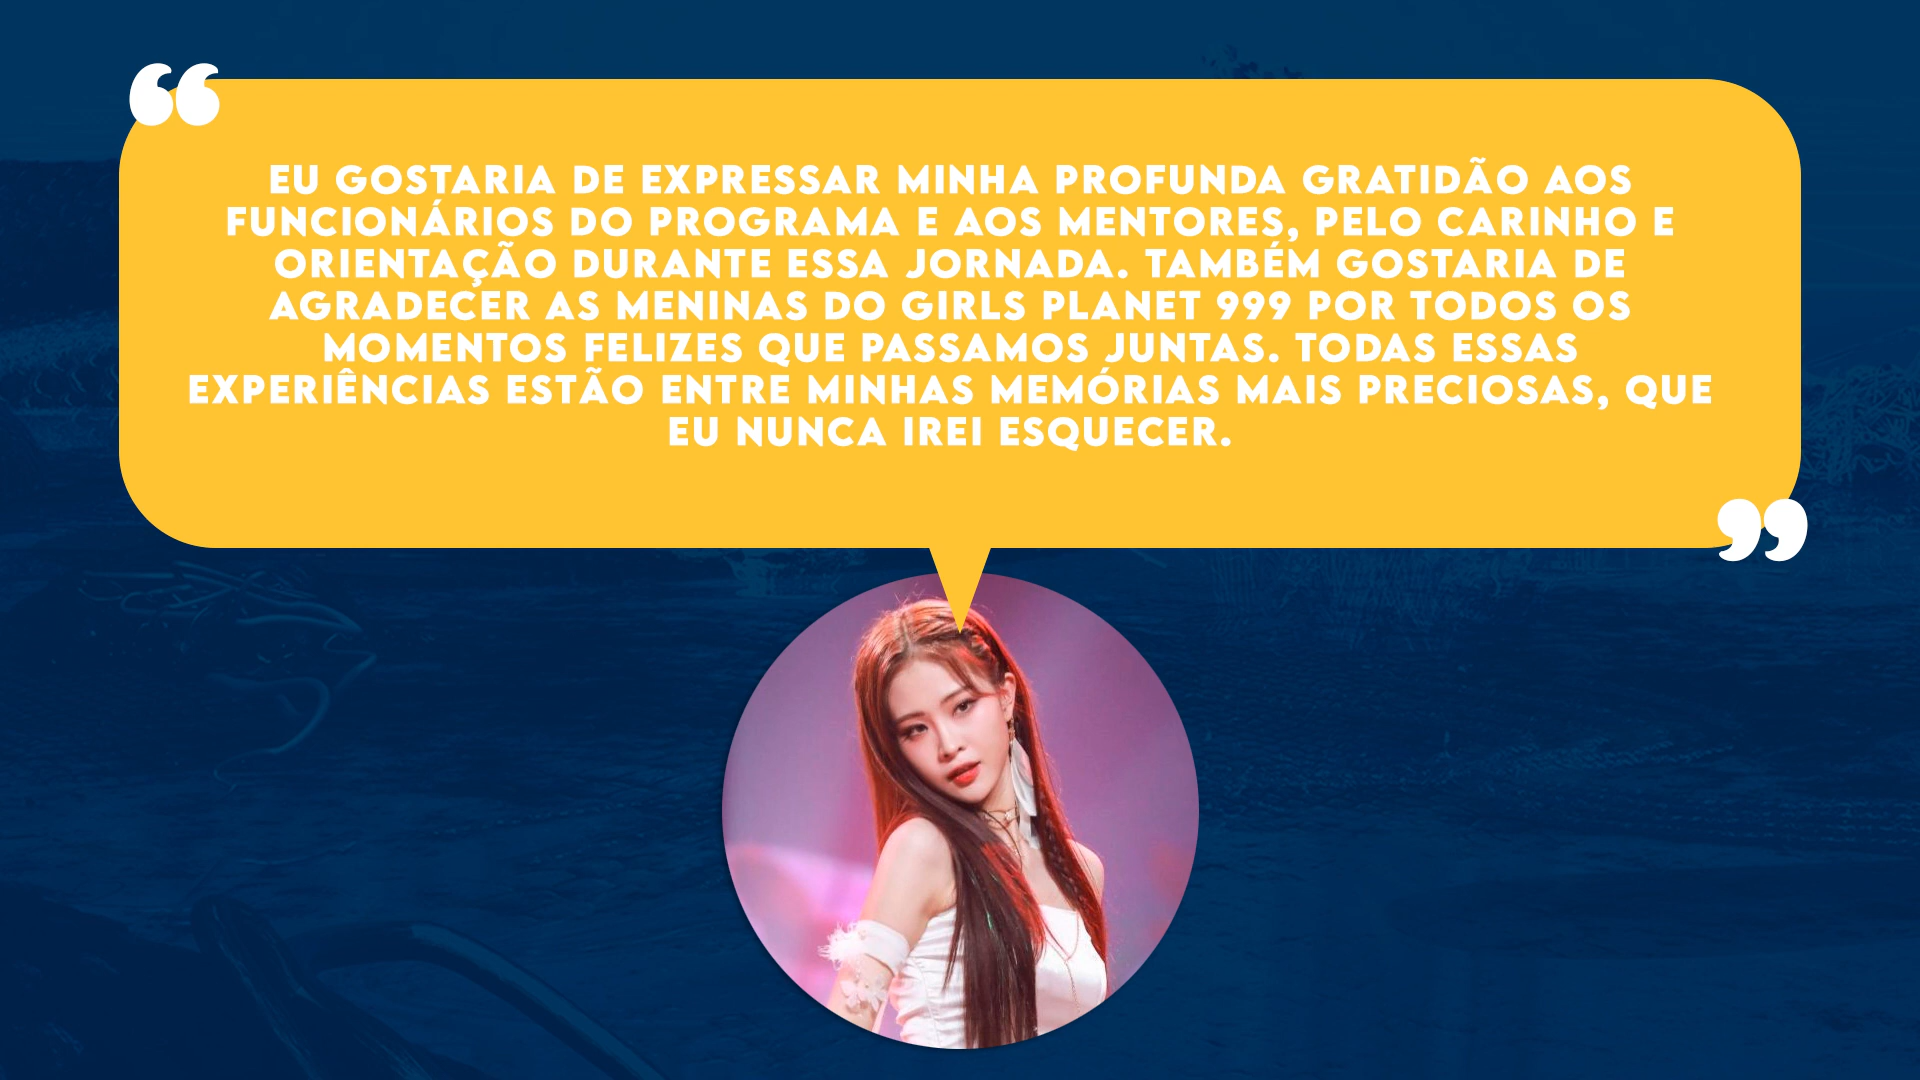 EU GOSTARIA DE EXPRESSAR MINHA PROFUNDA GRATIDÃO AOS
FUNCIONÁRIOS DO PROGRAMA E AOS MENTORES, PELO CARINHO E
ORIENTAÇÃO DURANTE ESSA JORNADA. TAMBÉM GOSTARIA DE
AGRADECER AS MENINAS DO GIRLS PLANET 999 POR TODOS OS
MOMENTOS FELIZES QUE PASSAMOS JUNTAS. TODAS ESSAS
EXPERIÊNCIAS ESTÃO ENTRE MINHAS MEMÓRIAS MAIS PRECIOSAS, QUE
EU NUNCA IREI ESQUECER.